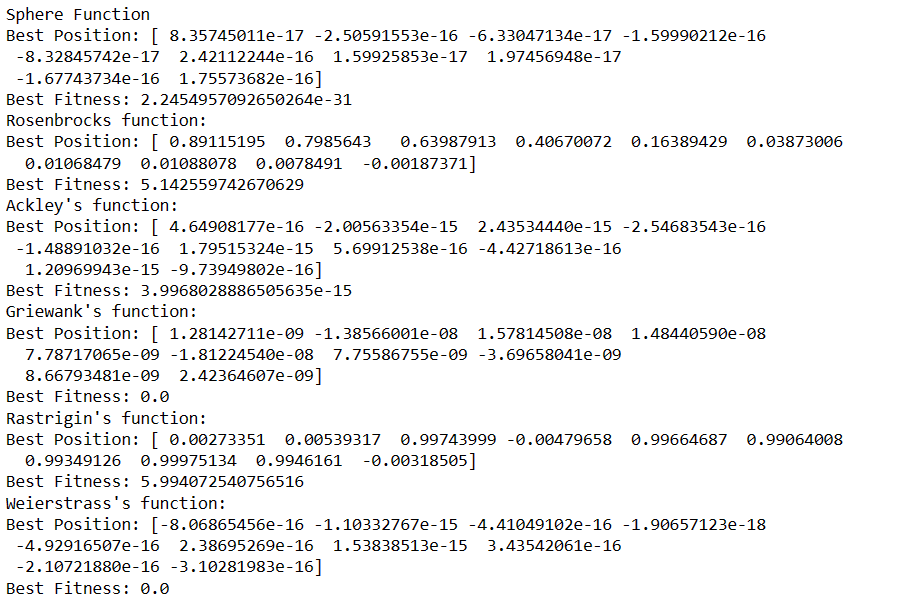 Sphere Function
Best Position: [ 8.35745011e-17 -2.50591553e-16 -6.33047134e-17 -1.59990212e-16
 -8.32845742e-17  2.42112244e-16  1.59925853e-17  1.97456948e-17
 -1.67743734e-16  1.75573682e-16]
Best Fitness: 2.2454957092650264e-31
Rosenbrocks function:
Best Position: [ 0.89115195  0.7985643   0.63987913  0.40670072  0.16389429  0.03873006
  0.01068479  0.01088078  0.0078491  -0.00187371]
Best Fitness: 5.142559742670629
Ackley's function:
Best Position: [ 4.64908177e-16 -2.00563354e-15  2.43534440e-15 -2.54683543e-16
 -1.48891032e-16  1.79515324e-15  5.69912538e-16 -4.42718613e-16
  1.20969943e-15 -9.73949802e-16]
Best Fitness: 3.9968028886505635e-15
Griewank's function:
Best Position: [ 1.28142711e-09 -1.38566001e-08  1.57814508e-08  1.48440590e-08
  7.78717065e-09 -1.81224540e-08  7.75586755e-09 -3.69658041e-09
  8.66793481e-09  2.42364607e-09]
Best Fitness: 0.0
Rastrigin's function:
Best Position: [ 0.00273351  0.00539317  0.99743999 -0.00479658  0.99664687  0.99064008
  0.99349126  0.99975134  0.9946161  -0.00318505]
Best Fitness: 5.994072540756516
Weierstrass's function:
Best Position: [-8.06865456e-16 -1.10332767e-15 -4.41049102e-16 -1.90657123e-18
 -4.92916507e-16  2.38695269e-16  1.53838513e-15  3.43542061e-16
 -2.10721880e-16 -3.10281983e-16]
Best Fitness: 0.0